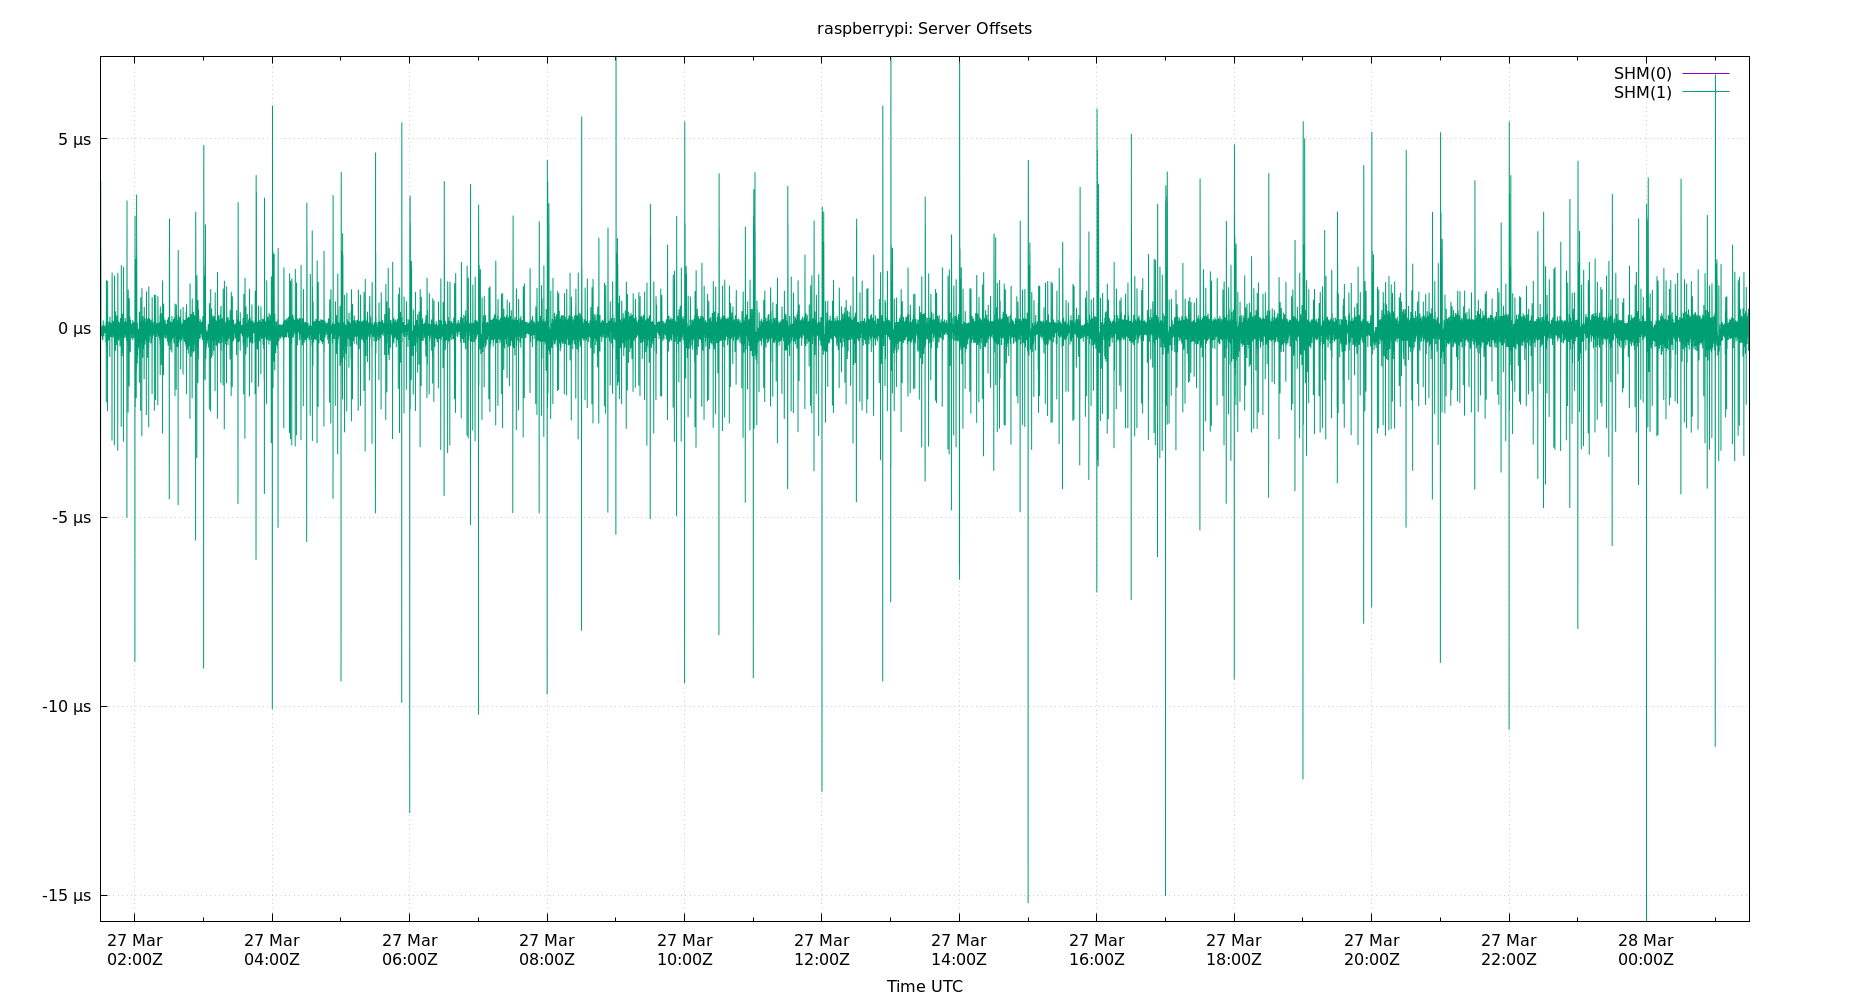 raspberrypi: Server Offsets
SHM(0)
SHM(1)
5 µs
0 µs
-5 µs
-10 µs
-15 µs
27 Mar 27 Mar 27 Mar 27 Mar 27 Mar 27 Mar 27 Mar 27 Mar 27 Mar 27 Mar 27 Mar 28 Mar
02:00Z 04:00Z 06:00Z 08:00Z 10:00Z 12:00Z 14:00Z 16:00Z 18:00Z 20:00Z 22:00Z 00:00Z
Time UTC